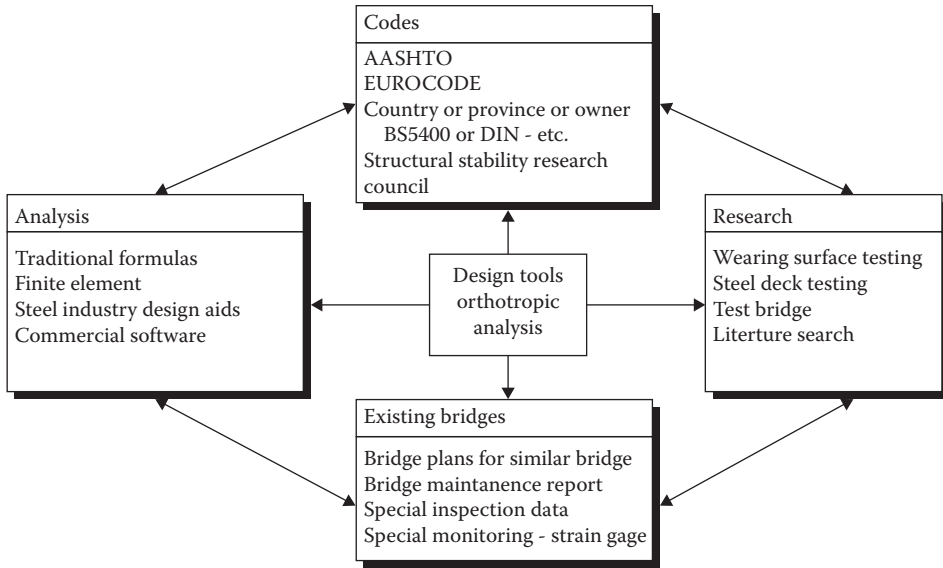 Codes
AASHTO
EUROCODE
Country or province or owner
BS5400 or DIN - etc.
Structural stability research
council
Analysis
Traditional formulas
Finite element
Steel industry design aids
Commercial software
Design tools
orthotropic
analysis
Research
Wearing surface testing
Steel deck testing
Test bridge
Literture search
Existing bridges
Bridge plans for similar bridge
Bridge maintanence report
Special inspection data
Special monitoring - strain gage